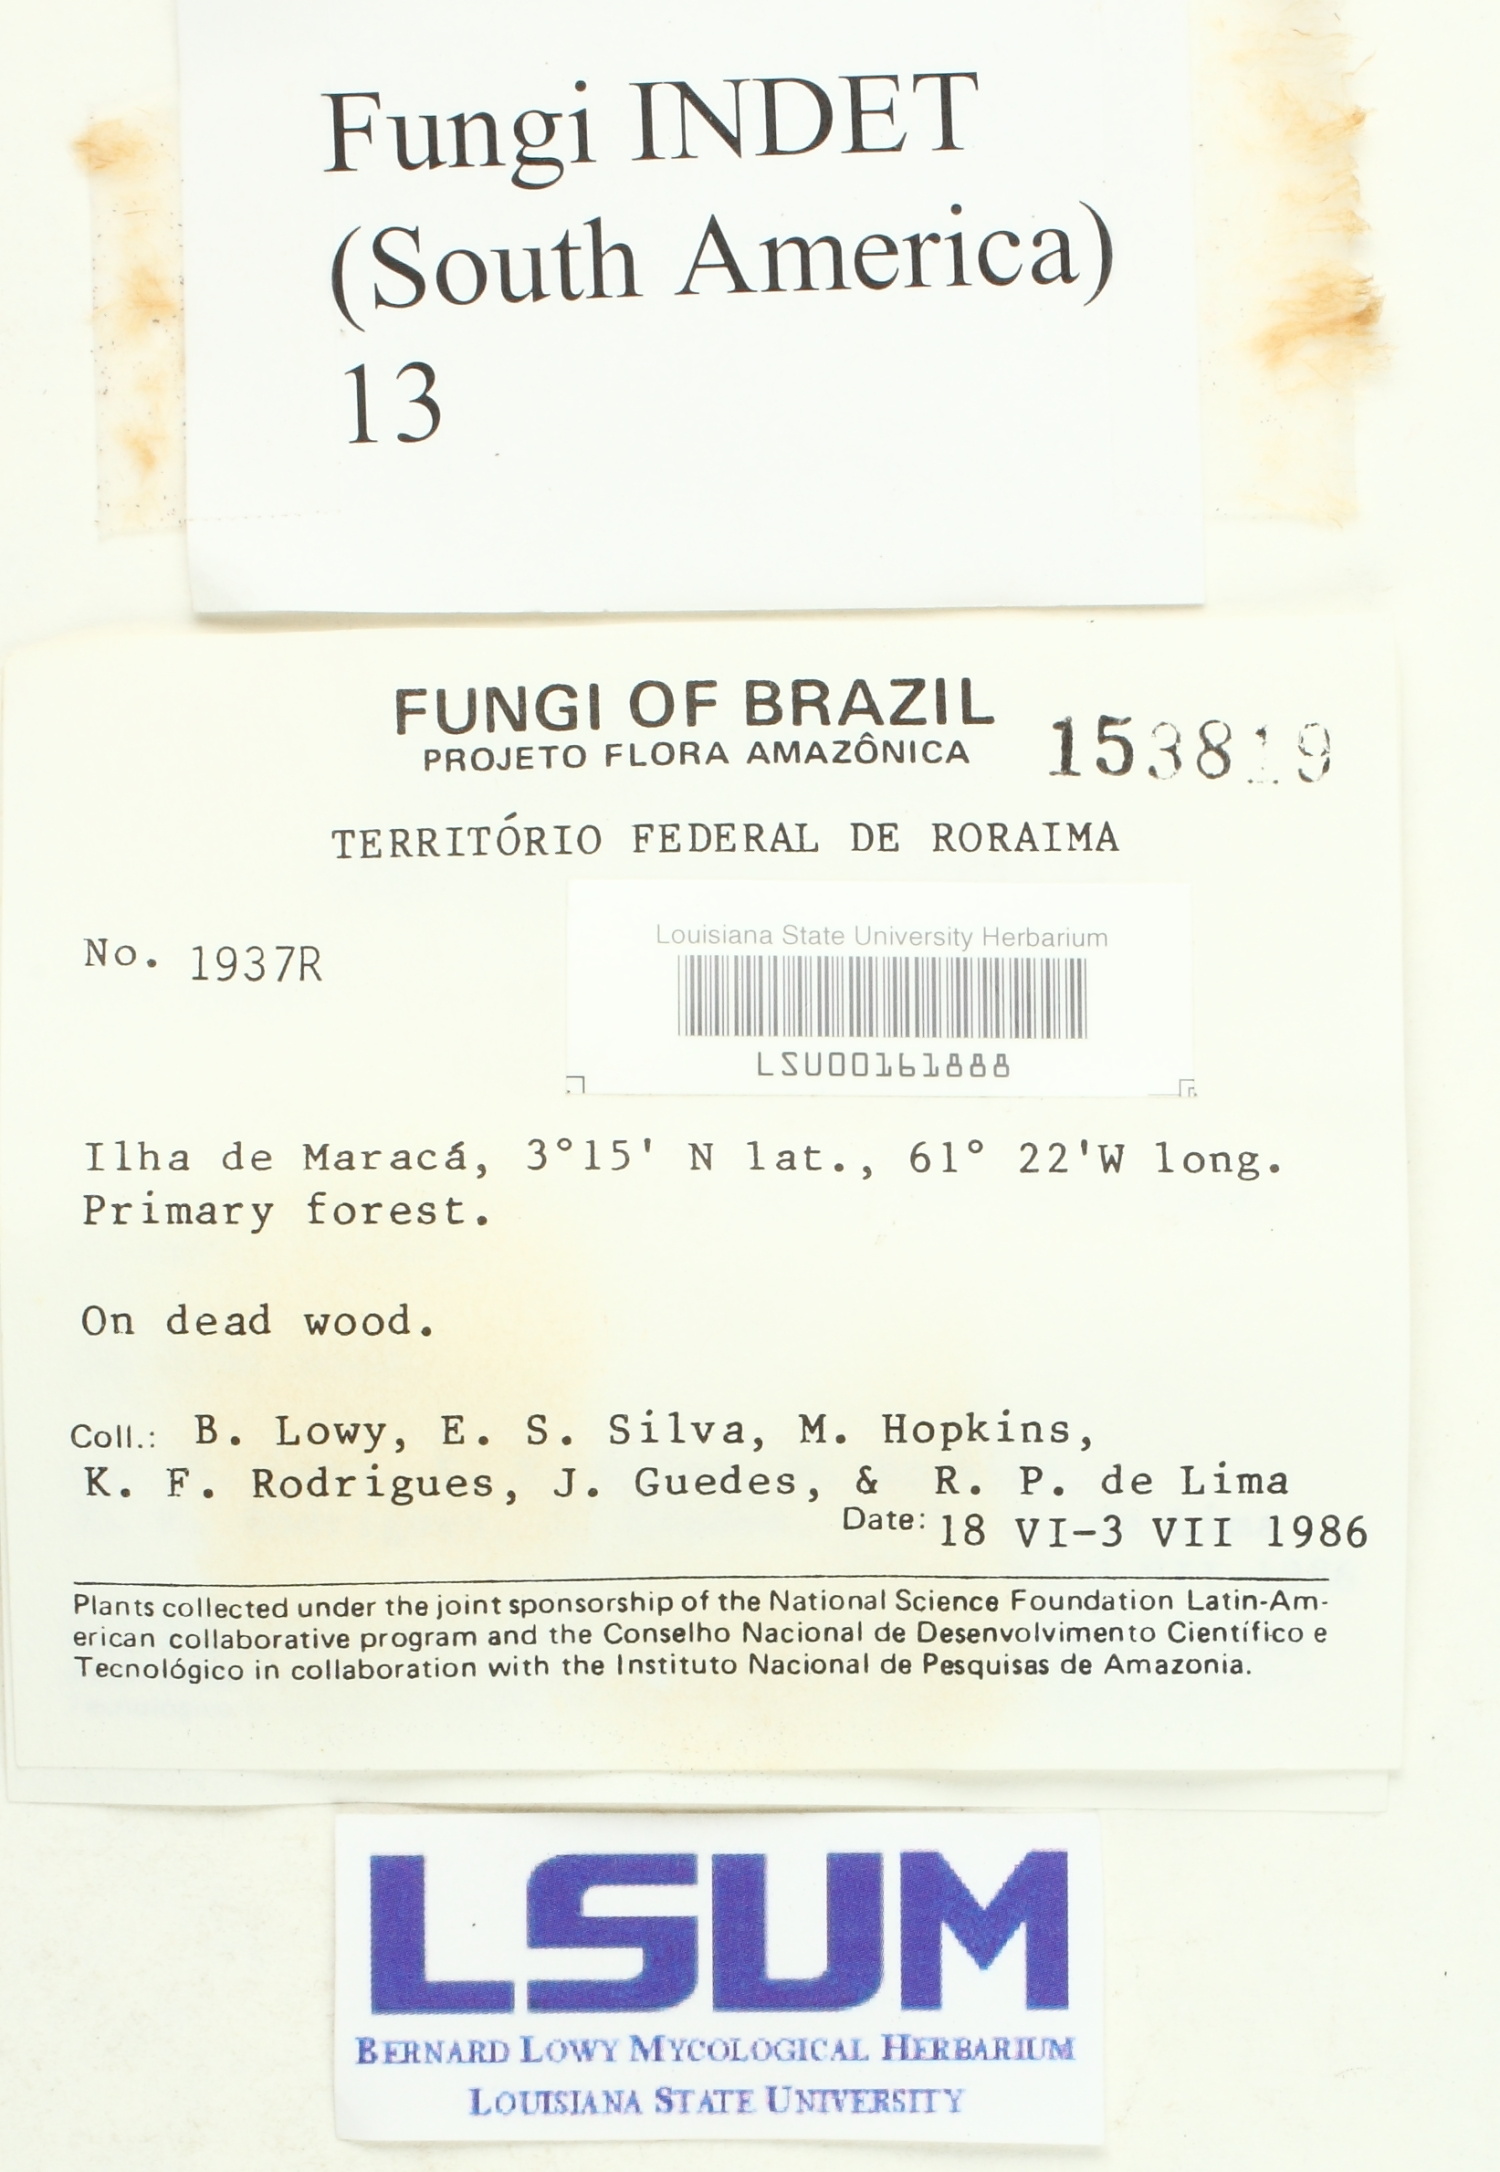 Fungi INDET
(South America)
13
FUNGI OF BRAZIL
PROJETO FLORA AMAZÔNICA
153819
TERRITÓRIO FEDERAL DE RORAIMA
No. 1937R
Louisiana State University Herbarium
LSU00161888
Ilha de Maracá, 3°15' N lat., 61° 22'W long.
Primary forest.
On dead wood.
Coll.: B. Lowy, E. S. Silva, M. Hopkins,
K. F. Rodrigues, J. Guedes, & R. P. de Lima
Date: 18 VI-3 VII 1986
Plants collected under the joint sponsorship of the National Science Foundation Latin-Am-
erican collaborative program and the Conselho Nacional de Desenvolvimento Científico e
Tecnológico in collaboration with the Instituto Nacional de Pesquisas de Amazonia.
LSUM
BERNARD LOWY MYCOLOGICAL HERBARIUM
LOUISIANA STATE UNIVERSITY